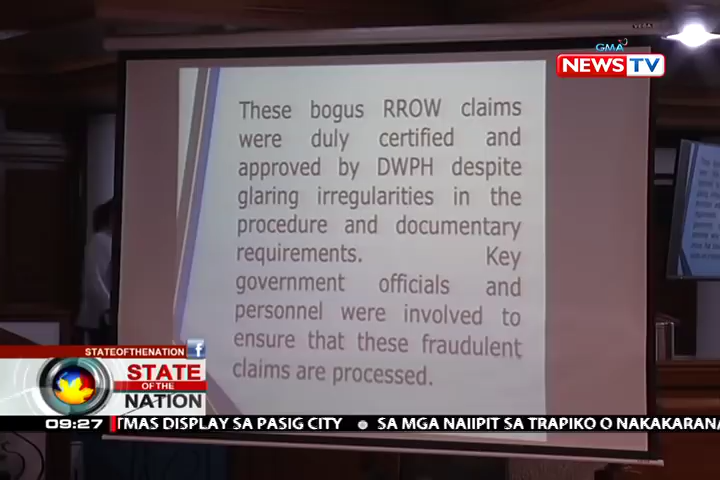 GMA
NEWS TV
These bogus RROW claims
were duly certified and
approved by DWPH despite
glaring irregularities in the
procedure and documentary
requirements. Key
government officials and
personnel were involved to
ensure that these fraudulent
claims are processed.
STATEOFTHENATION f
STATE
OF THE
NATION
09:27 TMAS DISPLAY SA PASIG CITY ● SA MGA NAIIPIT SA TRAPIKO O NAKAKARANA